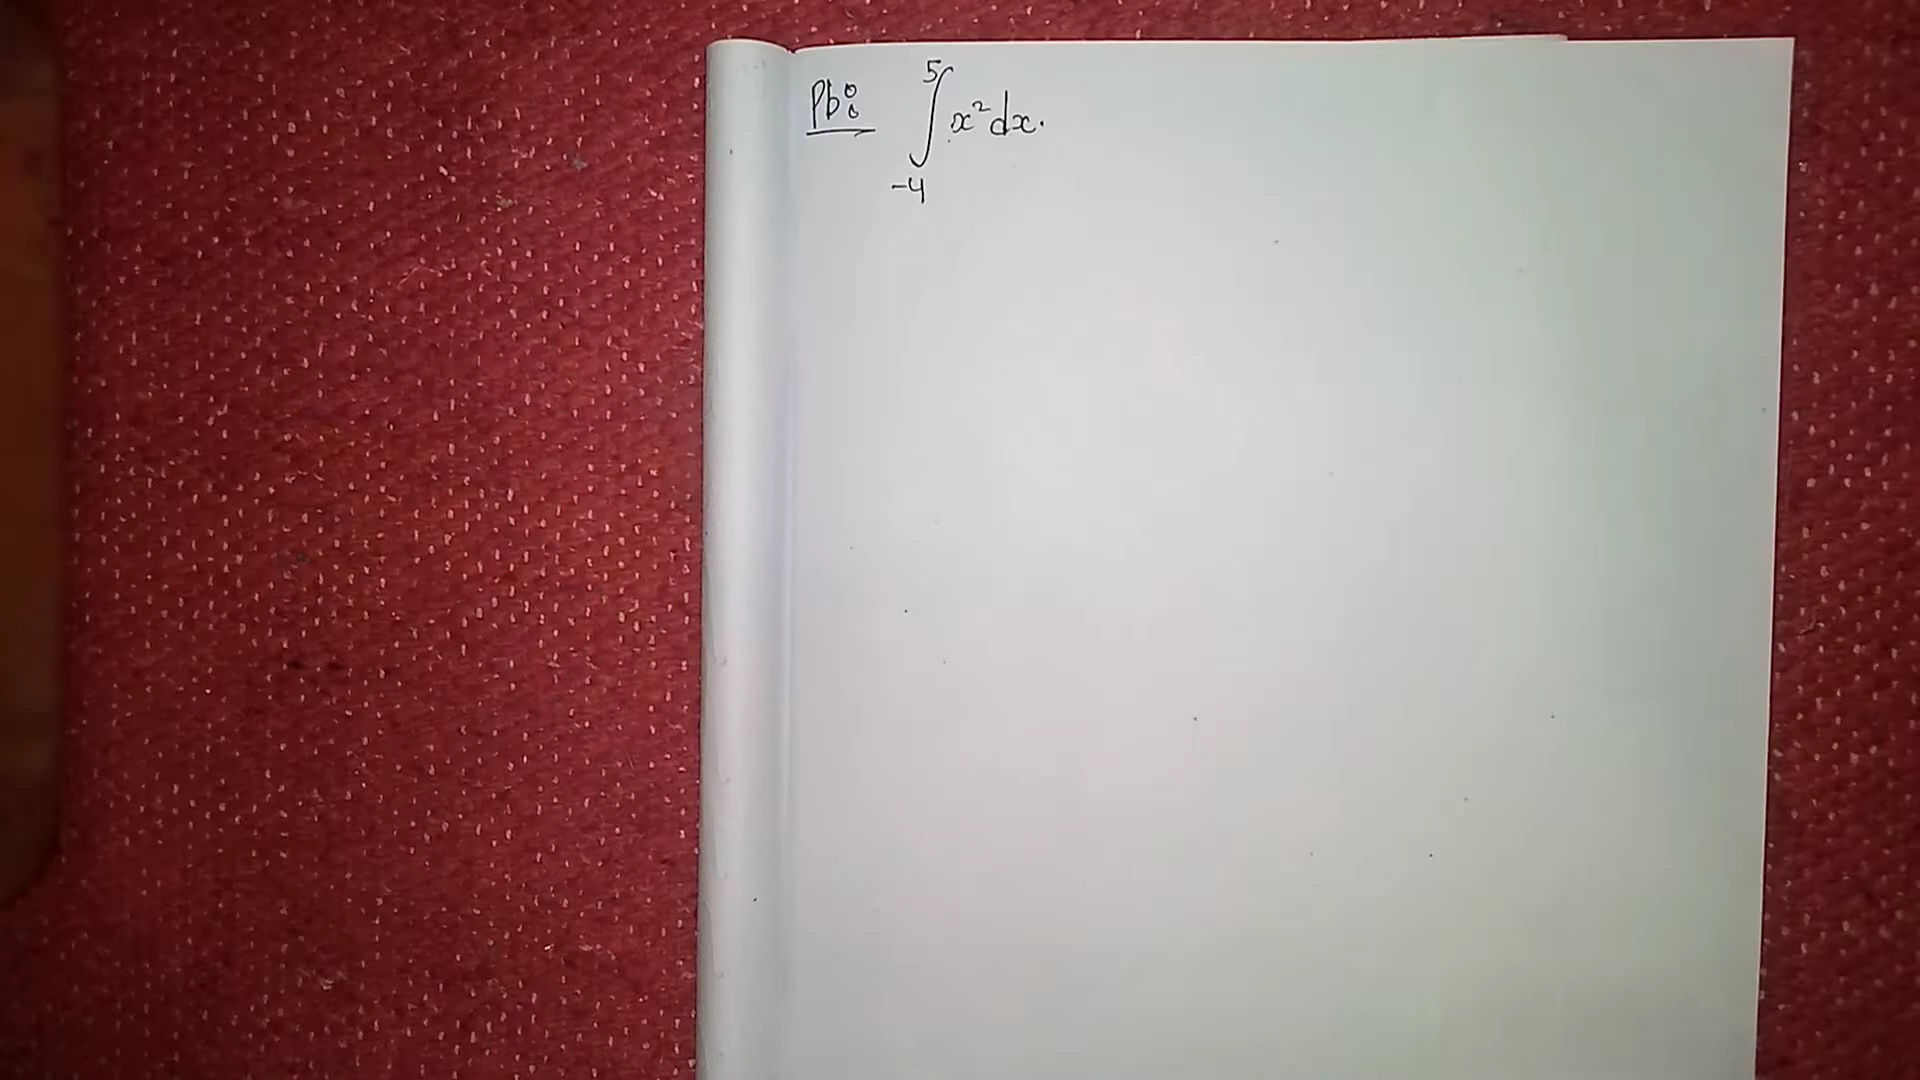 Pb: ∫_{-4}^{5} x² dx.